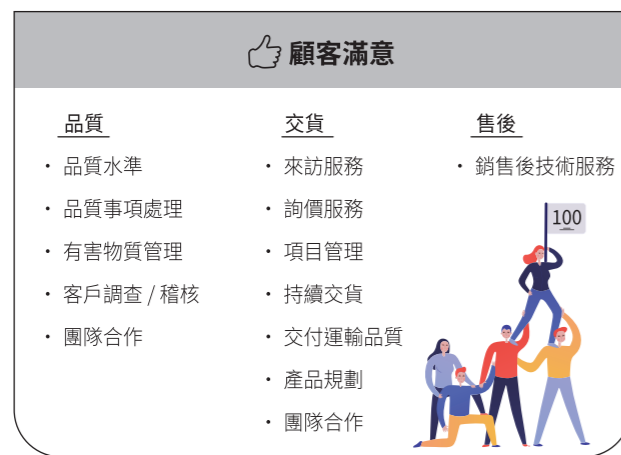 顧客滿意
品質
・品質水準
・品質事項處理
・有害物質管理
・客戶調查 / 稽核
・團隊合作
交貨
・來訪服務
・詢價服務
・項目管理
・持續交貨
・交付運輸品質
・產品規劃
・團隊合作
售後
・銷售後技術服務
100